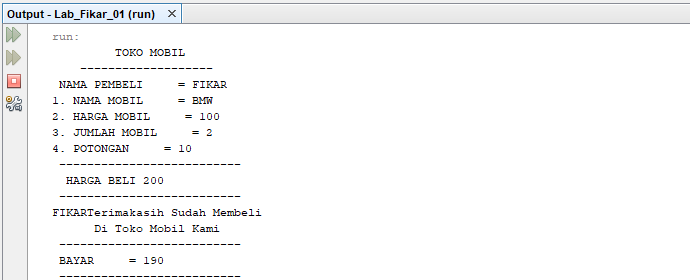 Output - Lab_Fikar_01 (run) ×
run:
TOKO MOBIL
-------------------
NAMA PEMBELI = FIKAR
1. NAMA MOBIL = BMW
2. HARGA MOBIL = 100
3. JUMLAH MOBIL = 2
4. POTONGAN = 10
--------------------------
HARGA BELI 200
--------------------------
FIKARTerimakasih Sudah Membeli
Di Toko Mobil Kami
--------------------------
BAYAR = 190
--------------------------